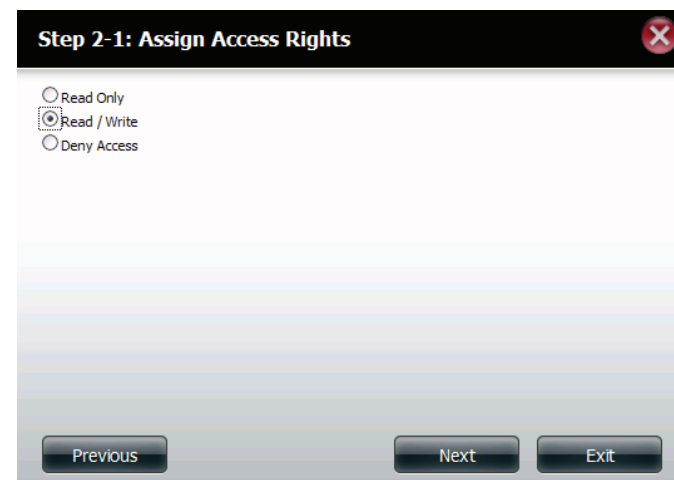 Step 2-1: Assign Access Rights
Read Only
Read / Write
Deny Access
Previous Next Exit